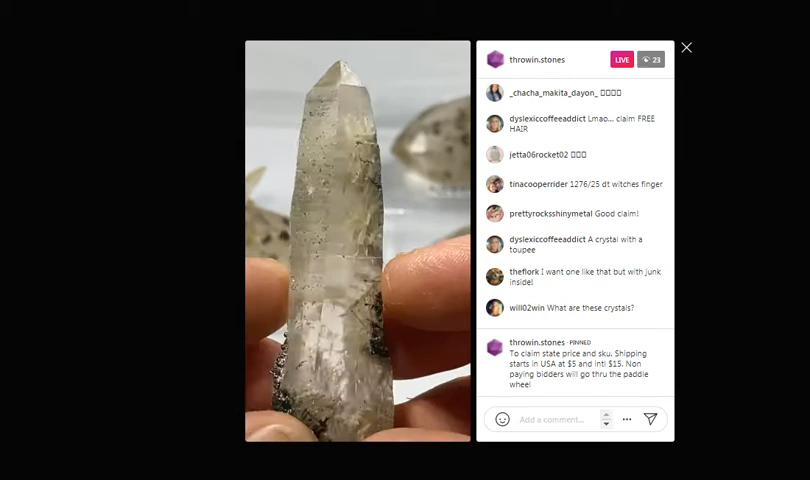 throwin.stones
LIVE
23
_chacha_makita_dayon_
dyslexiccoffeeaddict Lmao... claim FREE
HAIR
jetta06rocket02
tinacooperrider 1276/25 dt witches finger
prettyrocksshinymetal Good claim!
dyslexiccoffeeaddict A crystal with a
toupee
theflork I want one like that but with junk
inside!
will02win What are these crystals?
throwin.stones · PINNED
To claim state price and sku. Shipping
starts in USA at $5 and intl $15. Non
paying bidders will go thru the paddle
wheel
Add a comment...